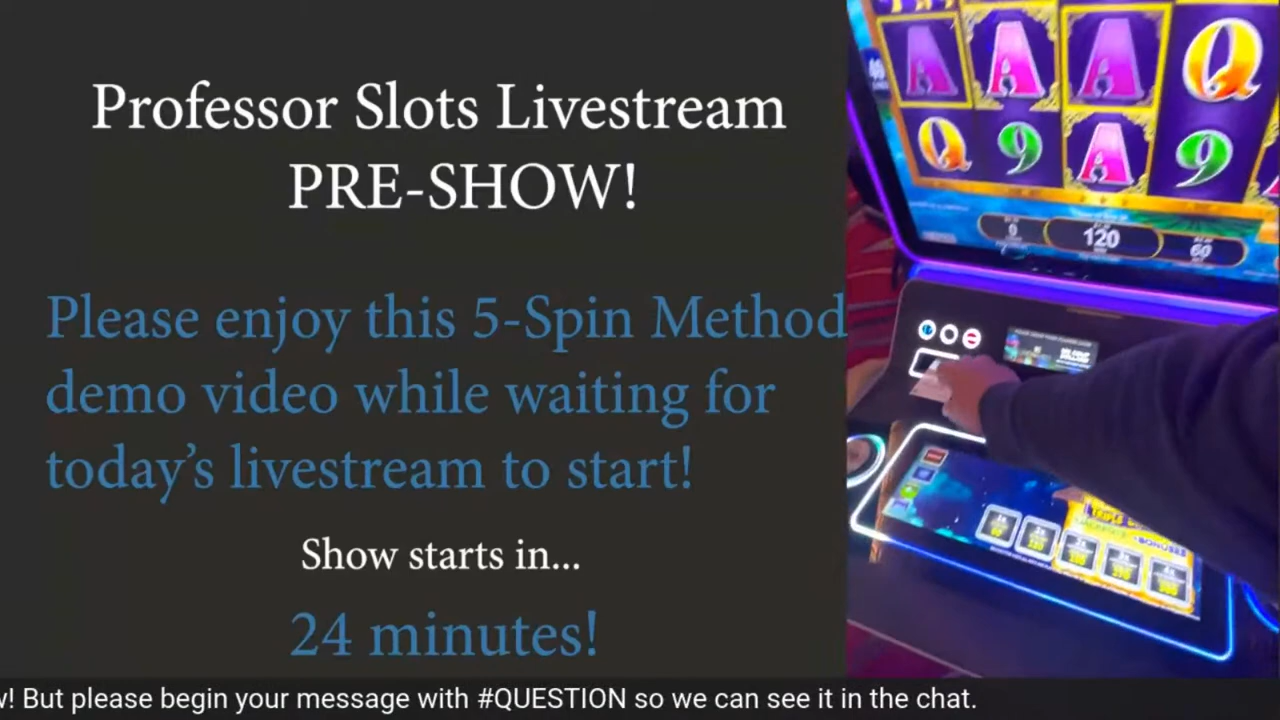 Professor Slots Livestream
PRE-SHOW!
Please enjoy this 5-Spin Method
demo video while waiting for
today's livestream to start!
Show starts in...
24 minutes!
A A A Q
Q 9 A 9
0 120 60
w! But please begin your message with #QUESTION so we can see it in the chat.